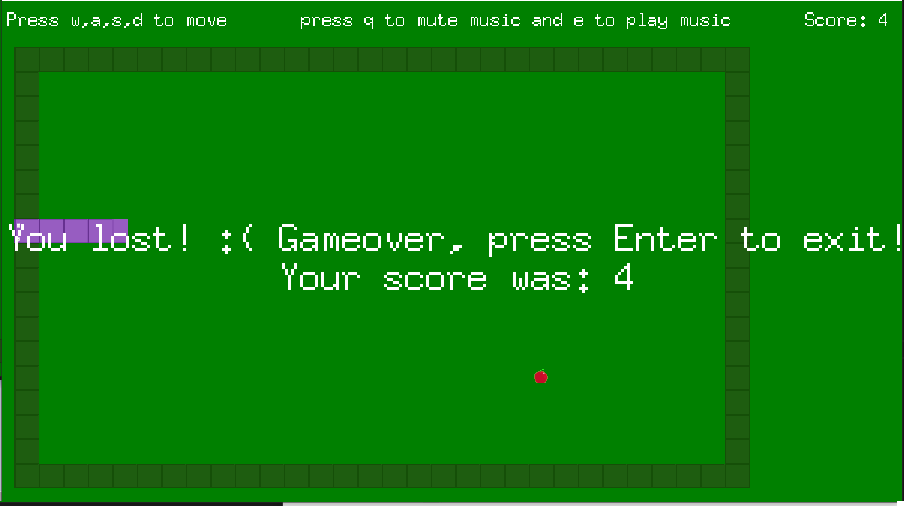 Press w,a,s,d to move press q to mute music and e to play music Score: 4
You lost! :( Gameover, press Enter to exit!
Your score was: 4